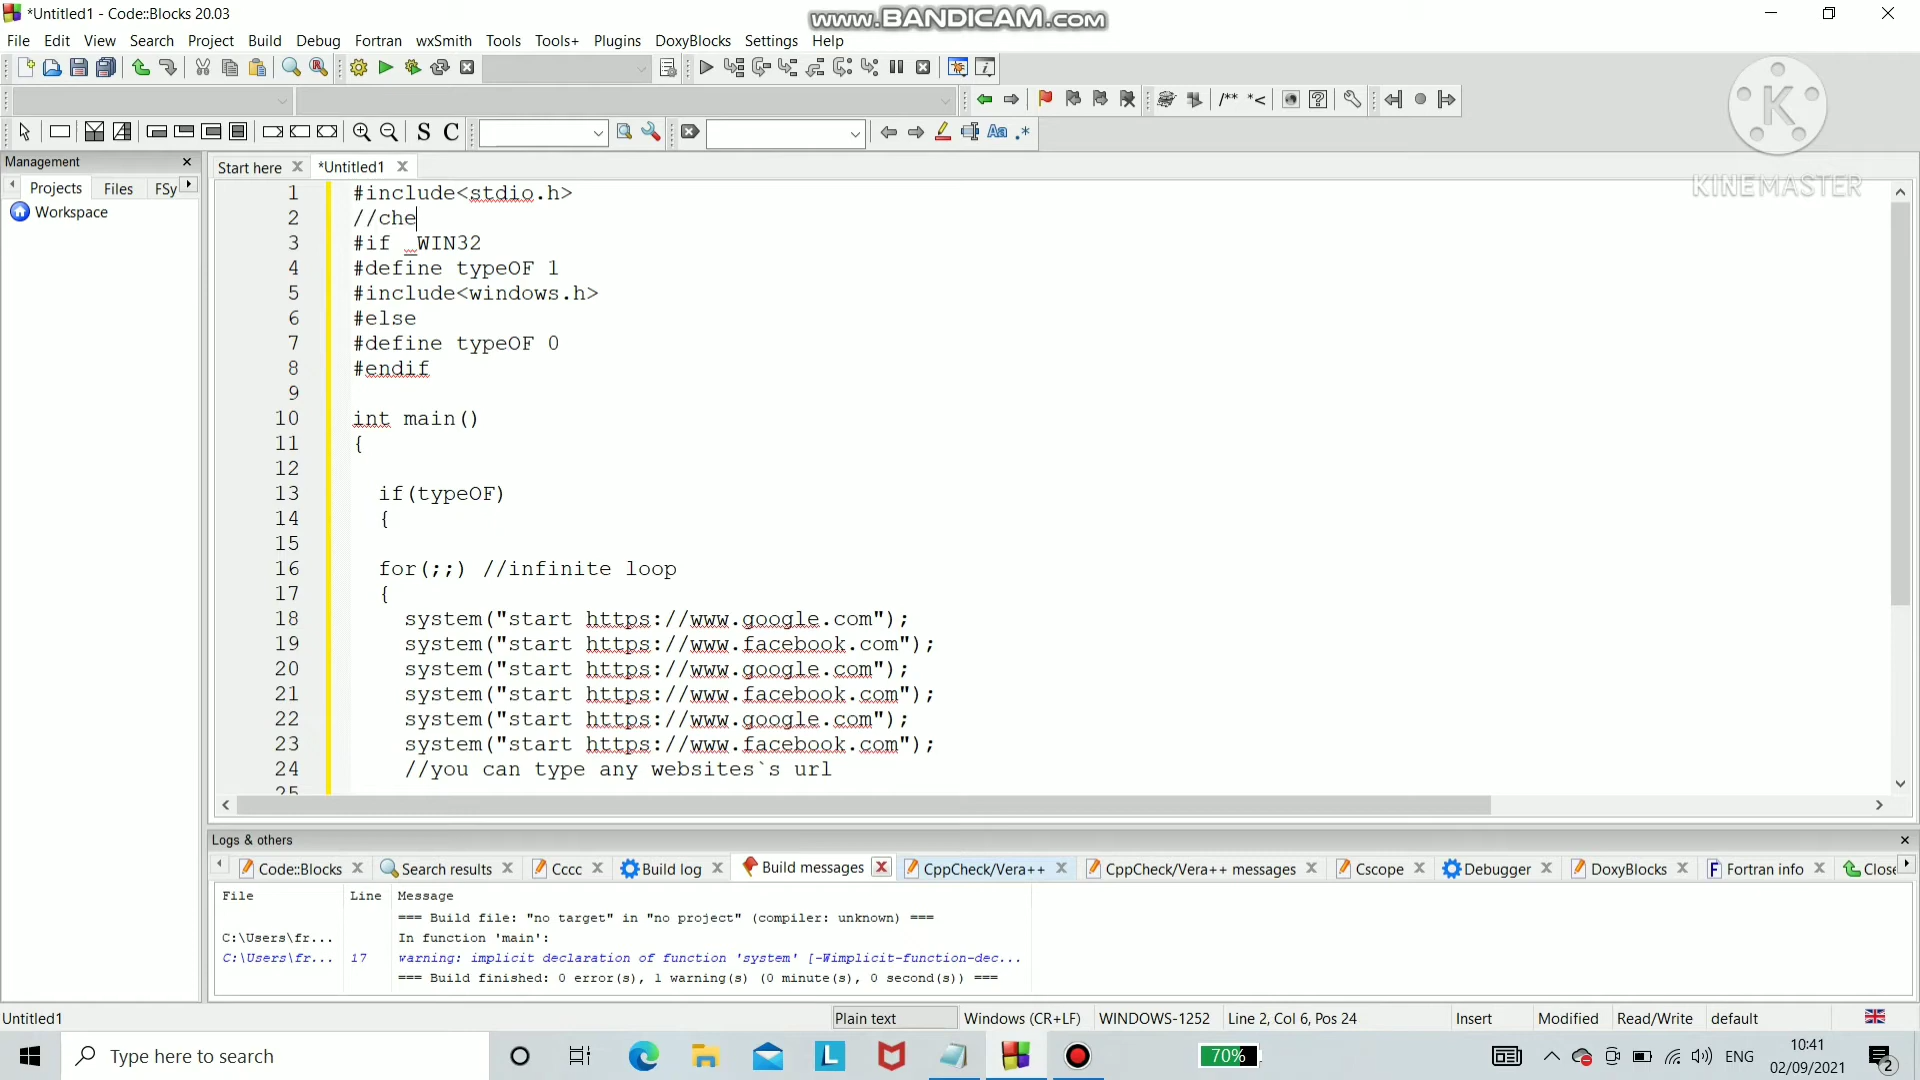 *Untitled1 - Code::Blocks 20.03
www.BANDICAM.com
File Edit View Search Project Build Debug Fortran wxSmith Tools Tools+ Plugins DoxyBlocks Settings Help
/** *<
K
KINEMASTER
S C
Aa .*
Management
Projects Files FSy
Workspace
Start here *Untitled1
1 #include<stdio.h>
2 //che
3 #if _WIN32
4 #define typeOF 1
5 #include<windows.h>
6 #else
7 #define typeOF 0
8 #endif
9
10 int main()
11 {
12
13 if(typeOF)
14 {
15
16 for(;;) //infinite loop
17 {
18 system("start https://www.google.com");
19 system("start https://www.facebook.com");
20 system("start https://www.google.com");
21 system("start https://www.facebook.com");
22 system("start https://www.google.com");
23 system("start https://www.facebook.com");
24 //you can type any websites`s url
25
Logs & others
Code::Blocks Search results Cccc Build log Build messages CppCheck/Vera++ CppCheck/Vera++ messages Cscope Debugger DoxyBlocks Fortran info Close
File Line Message
=== Build file: "no target" in "no project" (compiler: unknown) ===
C:\Users\fr... In function 'main':
C:\Users\fr... 17 warning: implicit declaration of function 'system' [-Wimplicit-function-dec...
=== Build finished: 0 error(s), 1 warning(s) (0 minute(s), 0 second(s)) ===
Untitled1 Plain text Windows (CR+LF) WINDOWS-1252 Line 2, Col 6, Pos 24 Insert Modified Read/Write default
Type here to search
L
70%
ENG
10:41
02/09/2021
2